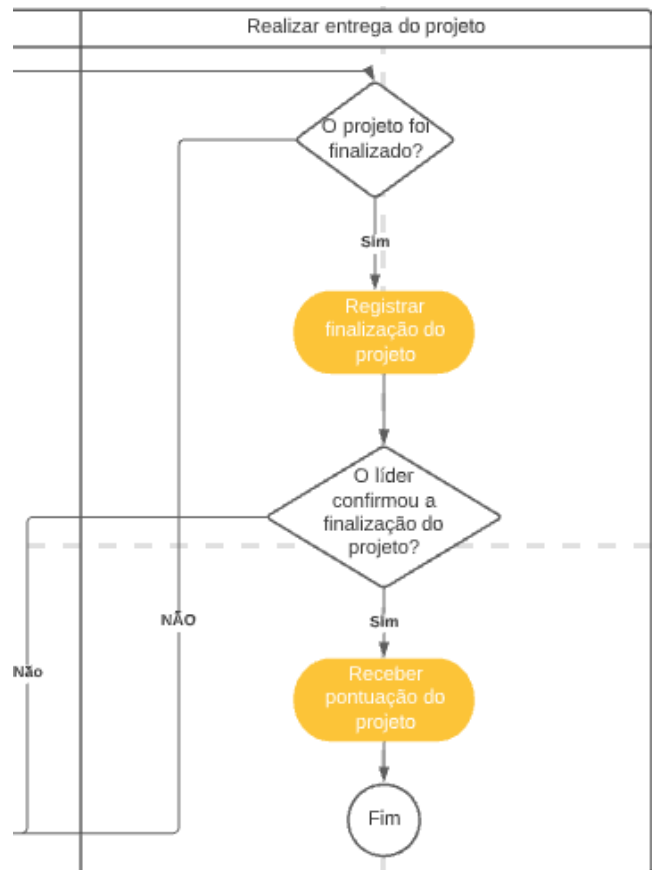 Realizar entrega do projeto
O projeto foi
finalizado?
Sim
Registrar
finalização do
projeto
O líder
confirmou a
finalização do
projeto?
NÃO
Sim
Não
Receber
pontuação do
projeto
Fim